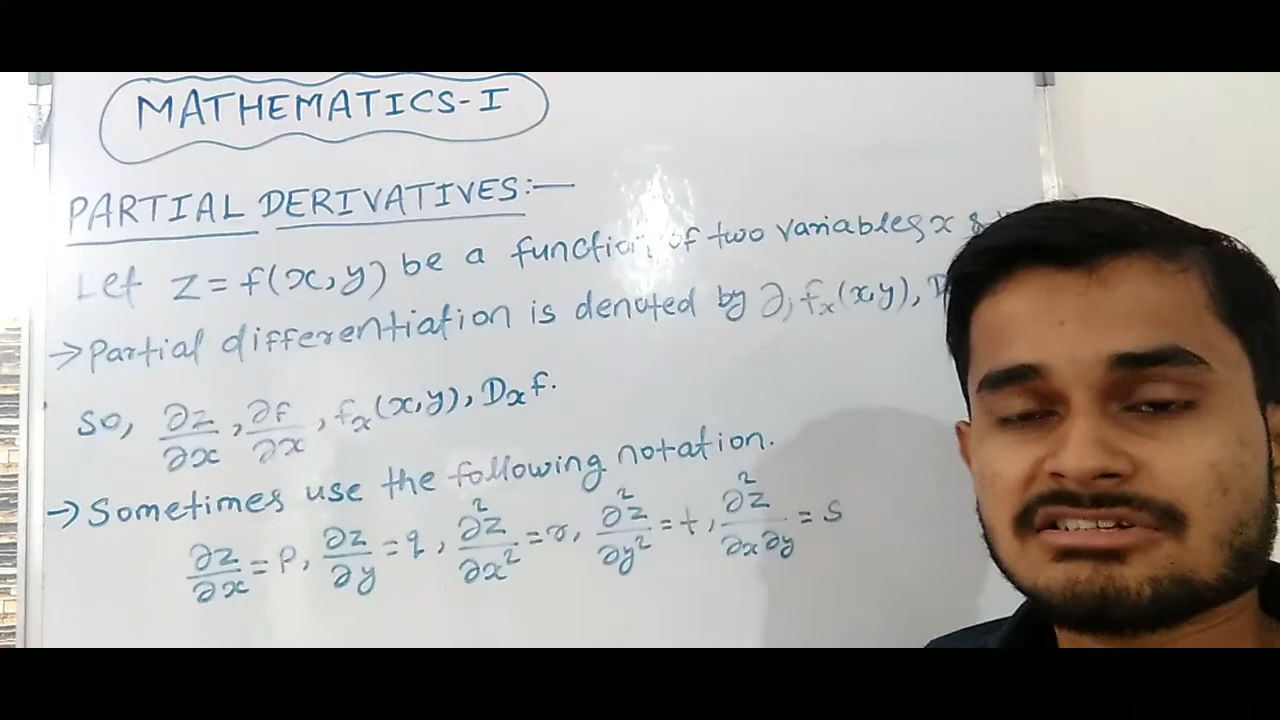 MATHEMATICS-I
PARTIAL DERIVATIVES:—
Let z=f(x,y) be a function of two variables x &
→Partial differentiation is denoted by ∂, fₓ(x,y), D
So, ∂z/∂x, ∂f/∂x, fₓ(x,y), Dₓf.
→Sometimes use the following notation.
∂z/∂x=P, ∂z/∂y=q, ∂²z/∂x²=r, ∂²z/∂y²=t, ∂²z/∂x∂y=s